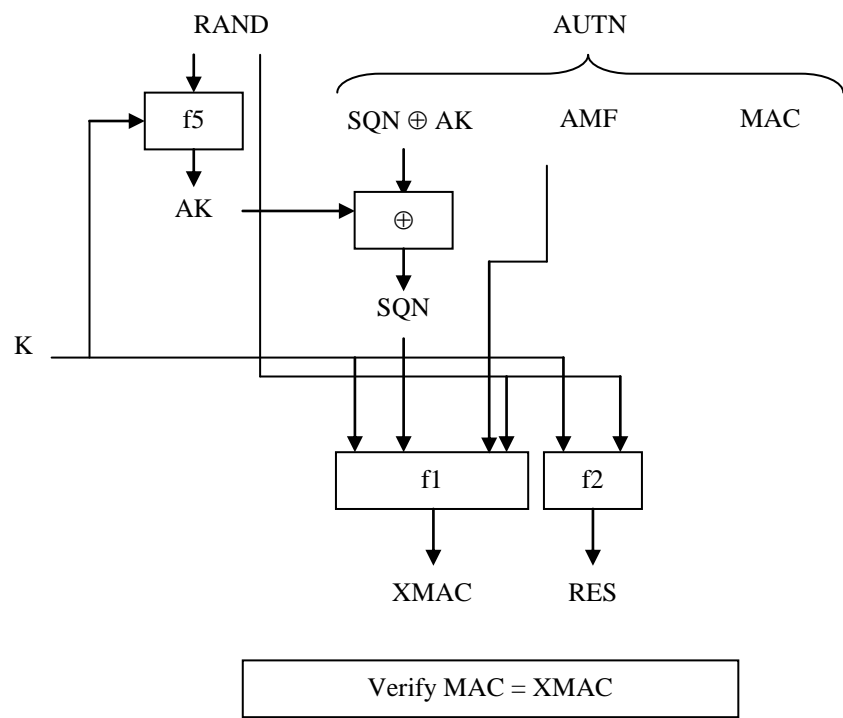 RAND AUTN
f5 SQN ⊕ AK AMF MAC
AK ⊕
SQN
K
f1 f2
XMAC RES
Verify MAC = XMAC